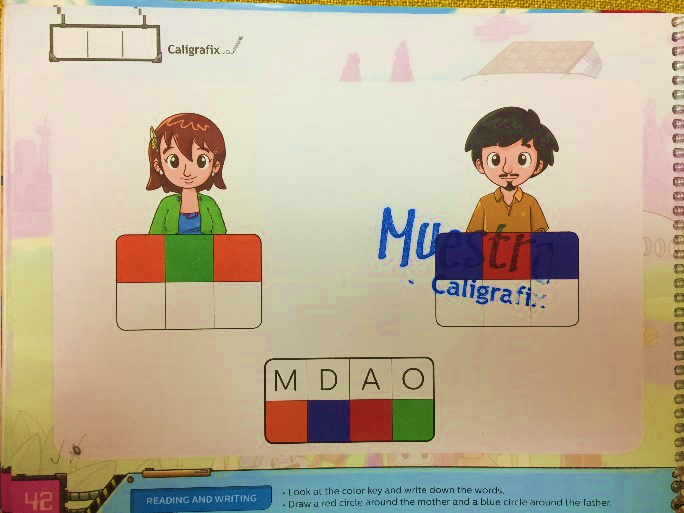 Caligrafix
Muestra
Caligrafix
M D A O
42
READING AND WRITING
• Look at the color key and write down the words.
• Draw a red circle around the mother and a blue circle around the father.